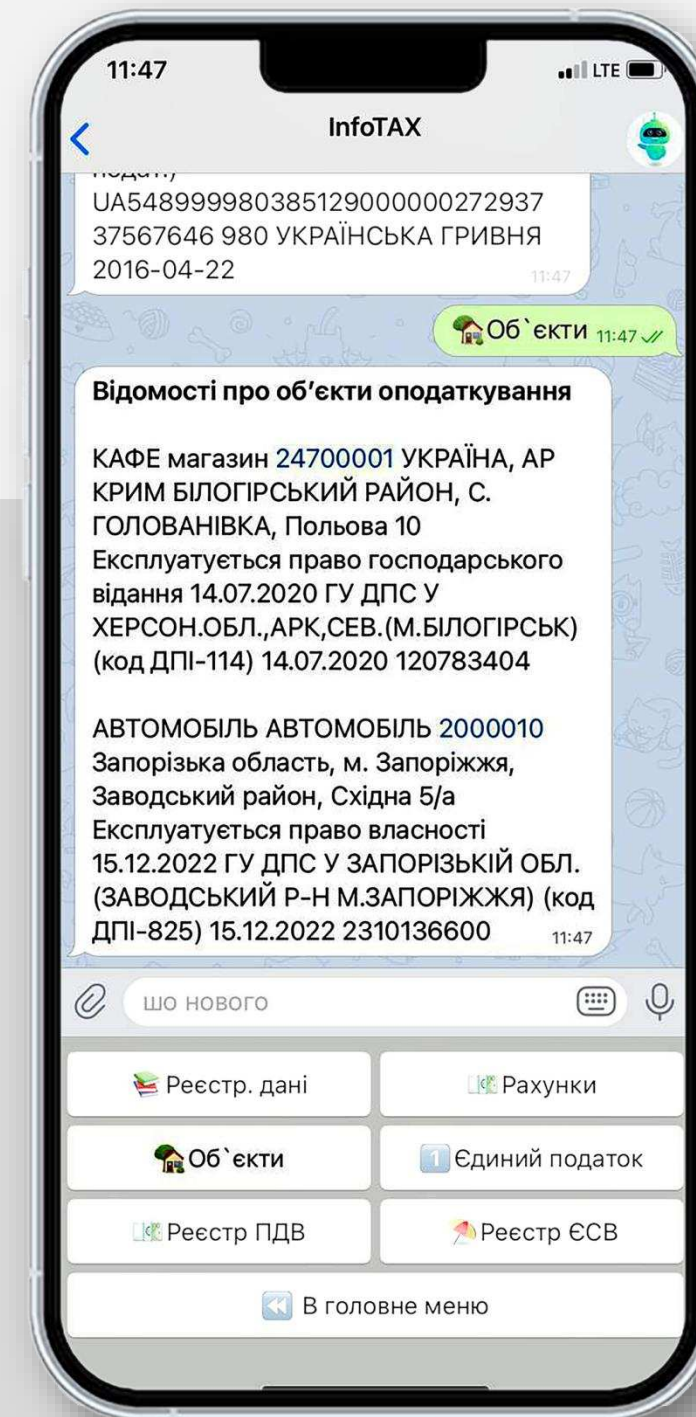 11:47
LTE
InfoTAX
UA548999980385129000000272937
37567646 980 УКРАЇНСЬКА ГРИВНЯ
2016-04-22
11:47
Об`єкти 11:47
Відомості про об’єкти оподаткування
КАФЕ магазин 24700001 УКРАЇНА, АР
КРИМ БІЛОГІРСЬКИЙ РАЙОН, С.
ГОЛОВАНІВКА, Польова 10
Експлуатується право господарського
відання 14.07.2020 ГУ ДПС У
ХЕРСОН.ОБЛ.,АРК,СЕВ.(М.БІЛОГІРСЬК)
(код ДПІ-114) 14.07.2020 120783404
АВТОМОБІЛЬ АВТОМОБІЛЬ 2000010
Запорізька область, м. Запоріжжя,
Заводський район, Східна 5/а
Експлуатується право власності
15.12.2022 ГУ ДПС У ЗАПОРІЗЬКІЙ ОБЛ.
(ЗАВОДСЬКИЙ Р-Н М.ЗАПОРІЖЖЯ) (код
ДПІ-825) 15.12.2022 2310136600
11:47
шо нового
Реєстр. дані
Рахунки
Об`єкти
1 Єдиний податок
Реєстр ПДВ
Реєстр ЄСВ
В головне меню